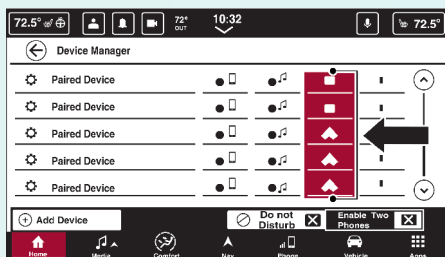 72.5° 72° OUT 10:32 72.5°
Device Manager
Paired Device
Paired Device
Paired Device
Paired Device
Paired Device
Add Device Do not Disturb Enable Two Phones
Home Media Comfort Nav Phone Vehicle Apps